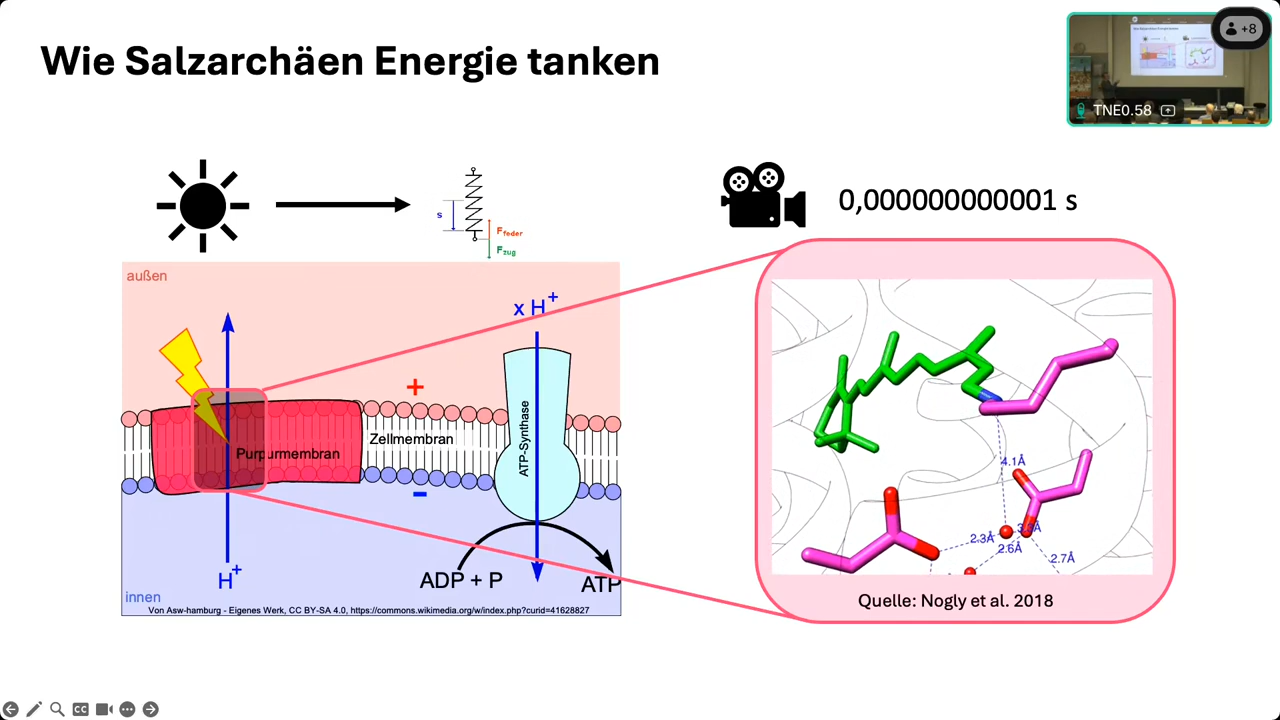 Wie Salzarchäen Energie tanken
+8
TNE0.58
s
Ffeder
Fzug
0,000000000001 s
außen
x H+
+
Zellmembran
Purpurmembran
ATP-Synthase
-
H+
ADP + P
ATP
innen
Von Asw-hamburg - Eigenes Werk, CC BY-SA 4.0, https://commons.wikimedia.org/w/index.php?curid=41628827
4.1Å
2.3Å
2.6Å
2.7Å
Quelle: Nogly et al. 2018
CC